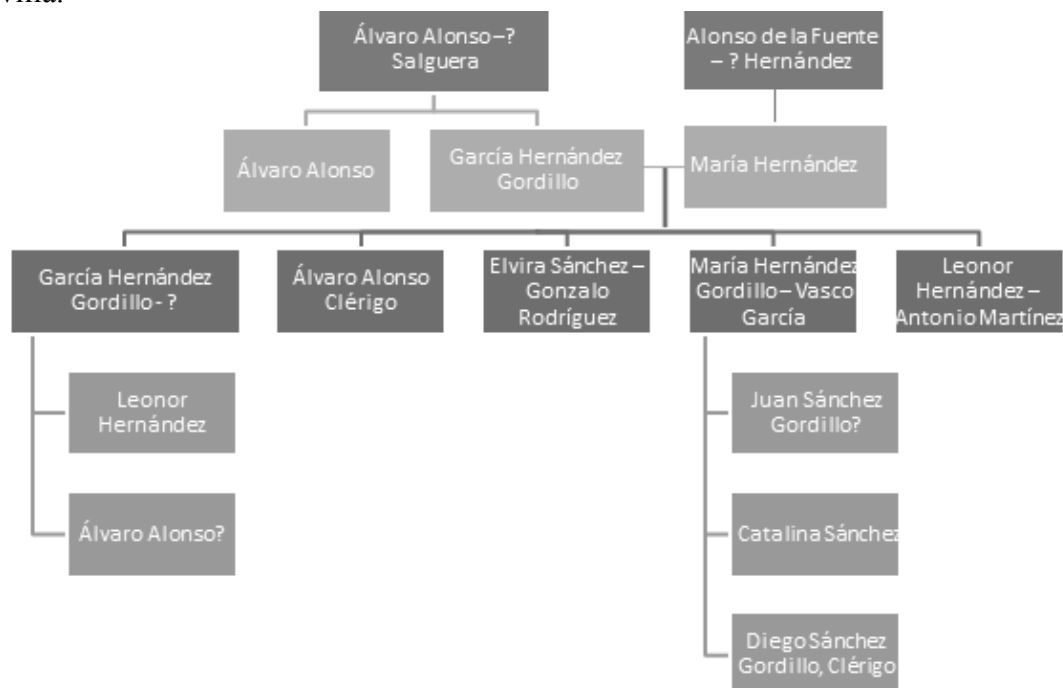 Álvaro Alonso – ?
Salguera
Alonso de la Fuente
– ? Hernández
Álvaro Alonso
García Hernández
Gordillo
María Hernández
García Hernández
Gordillo - ?
Álvaro Alonso
Clérigo
Elvira Sánchez –
Gonzalo
Rodríguez
María Hernández
Gordillo – Vasco
García
Leonor
Hernández –
Antonio Martínez
Leonor
Hernández
Álvaro Alonso?
Juan Sánchez
Gordillo?
Catalina Sánchez
Diego Sánchez
Gordillo, Clérigo